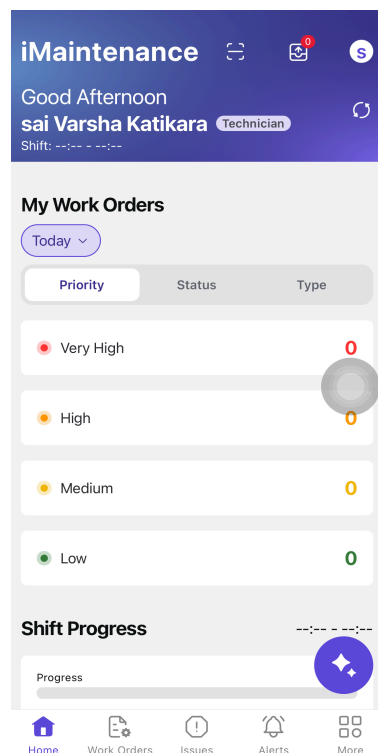 iMaintenance
0
S
Good Afternoon
sai Varsha Katikara Technician
Shift: --:-- - --:--
My Work Orders
Today
Priority Status Type
Very High 0
High 0
Medium 0
Low 0
Shift Progress --:-- - --:--
Progress
Home Work Orders Issues Alerts More